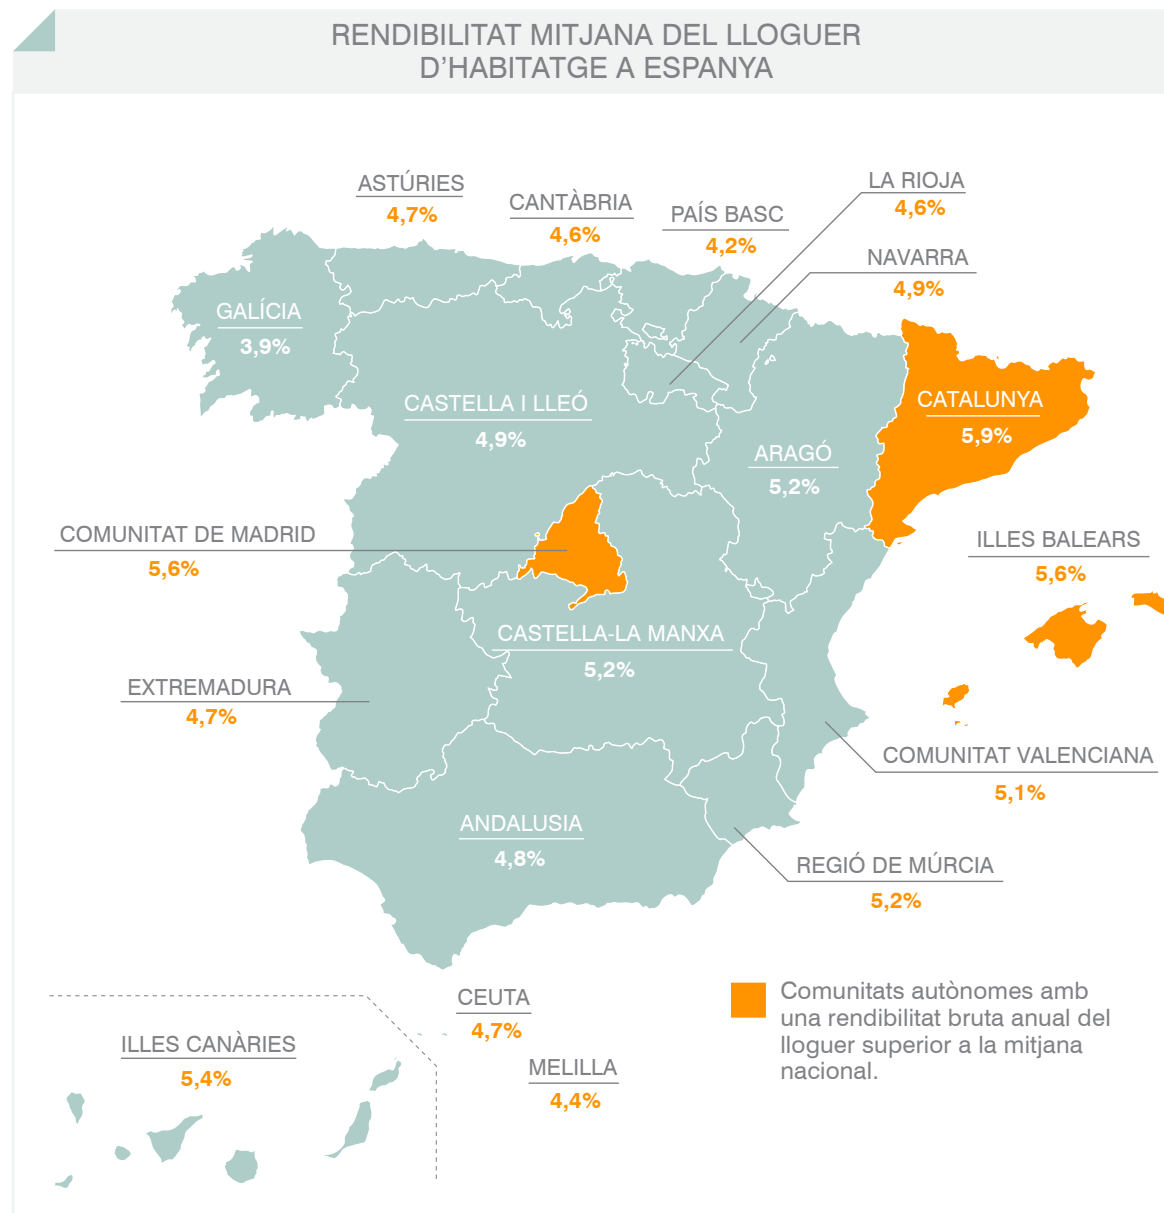 RENDIBILITAT MITJANA DEL LLOGUER
D’HABITATGE A ESPANYA
ASTÚRIES
4,7%
CANTÀBRIA
4,6%
PAÍS BASC
4,2%
LA RIOJA
4,6%
NAVARRA
4,9%
GALÍCIA
3,9%
CASTELLA I LLEÓ
4,9%
CATALUNYA
5,9%
ARAGÓ
5,2%
COMUNITAT DE MADRID
5,6%
ILLES BALEARS
5,6%
CASTELLA-LA MANXA
5,2%
EXTREMADURA
4,7%
COMUNITAT VALENCIANA
5,1%
ANDALUSIA
4,8%
REGIÓ DE MÚRCIA
5,2%
CEUTA
4,7%
MELILLA
4,4%
ILLES CANÀRIES
5,4%
Comunitats autònomes amb
una rendibilitat bruta anual del
lloguer superior a la mitjana
nacional.